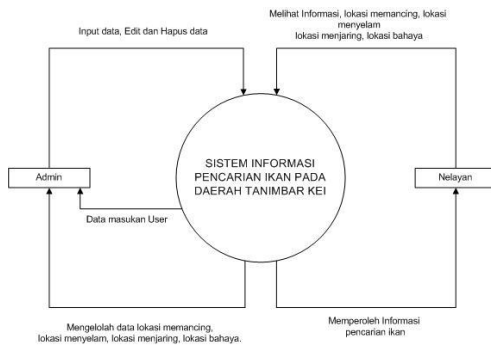 Melihat Informasi, lokasi memancing, lokasi
menyelam
lokasi menjaring, lokasi bahaya
Input data, Edit dan Hapus data
SISTEM INFORMASI
PENCARIAN IKAN PADA
DAERAH TANIMBAR KEI
Admin
Nelayan
Data masukan User
Mengelolah data lokasi memancing,
lokasi menyelam, lokasi menjaring, lokasi bahaya.
Memperoleh Informasi
pencarian ikan